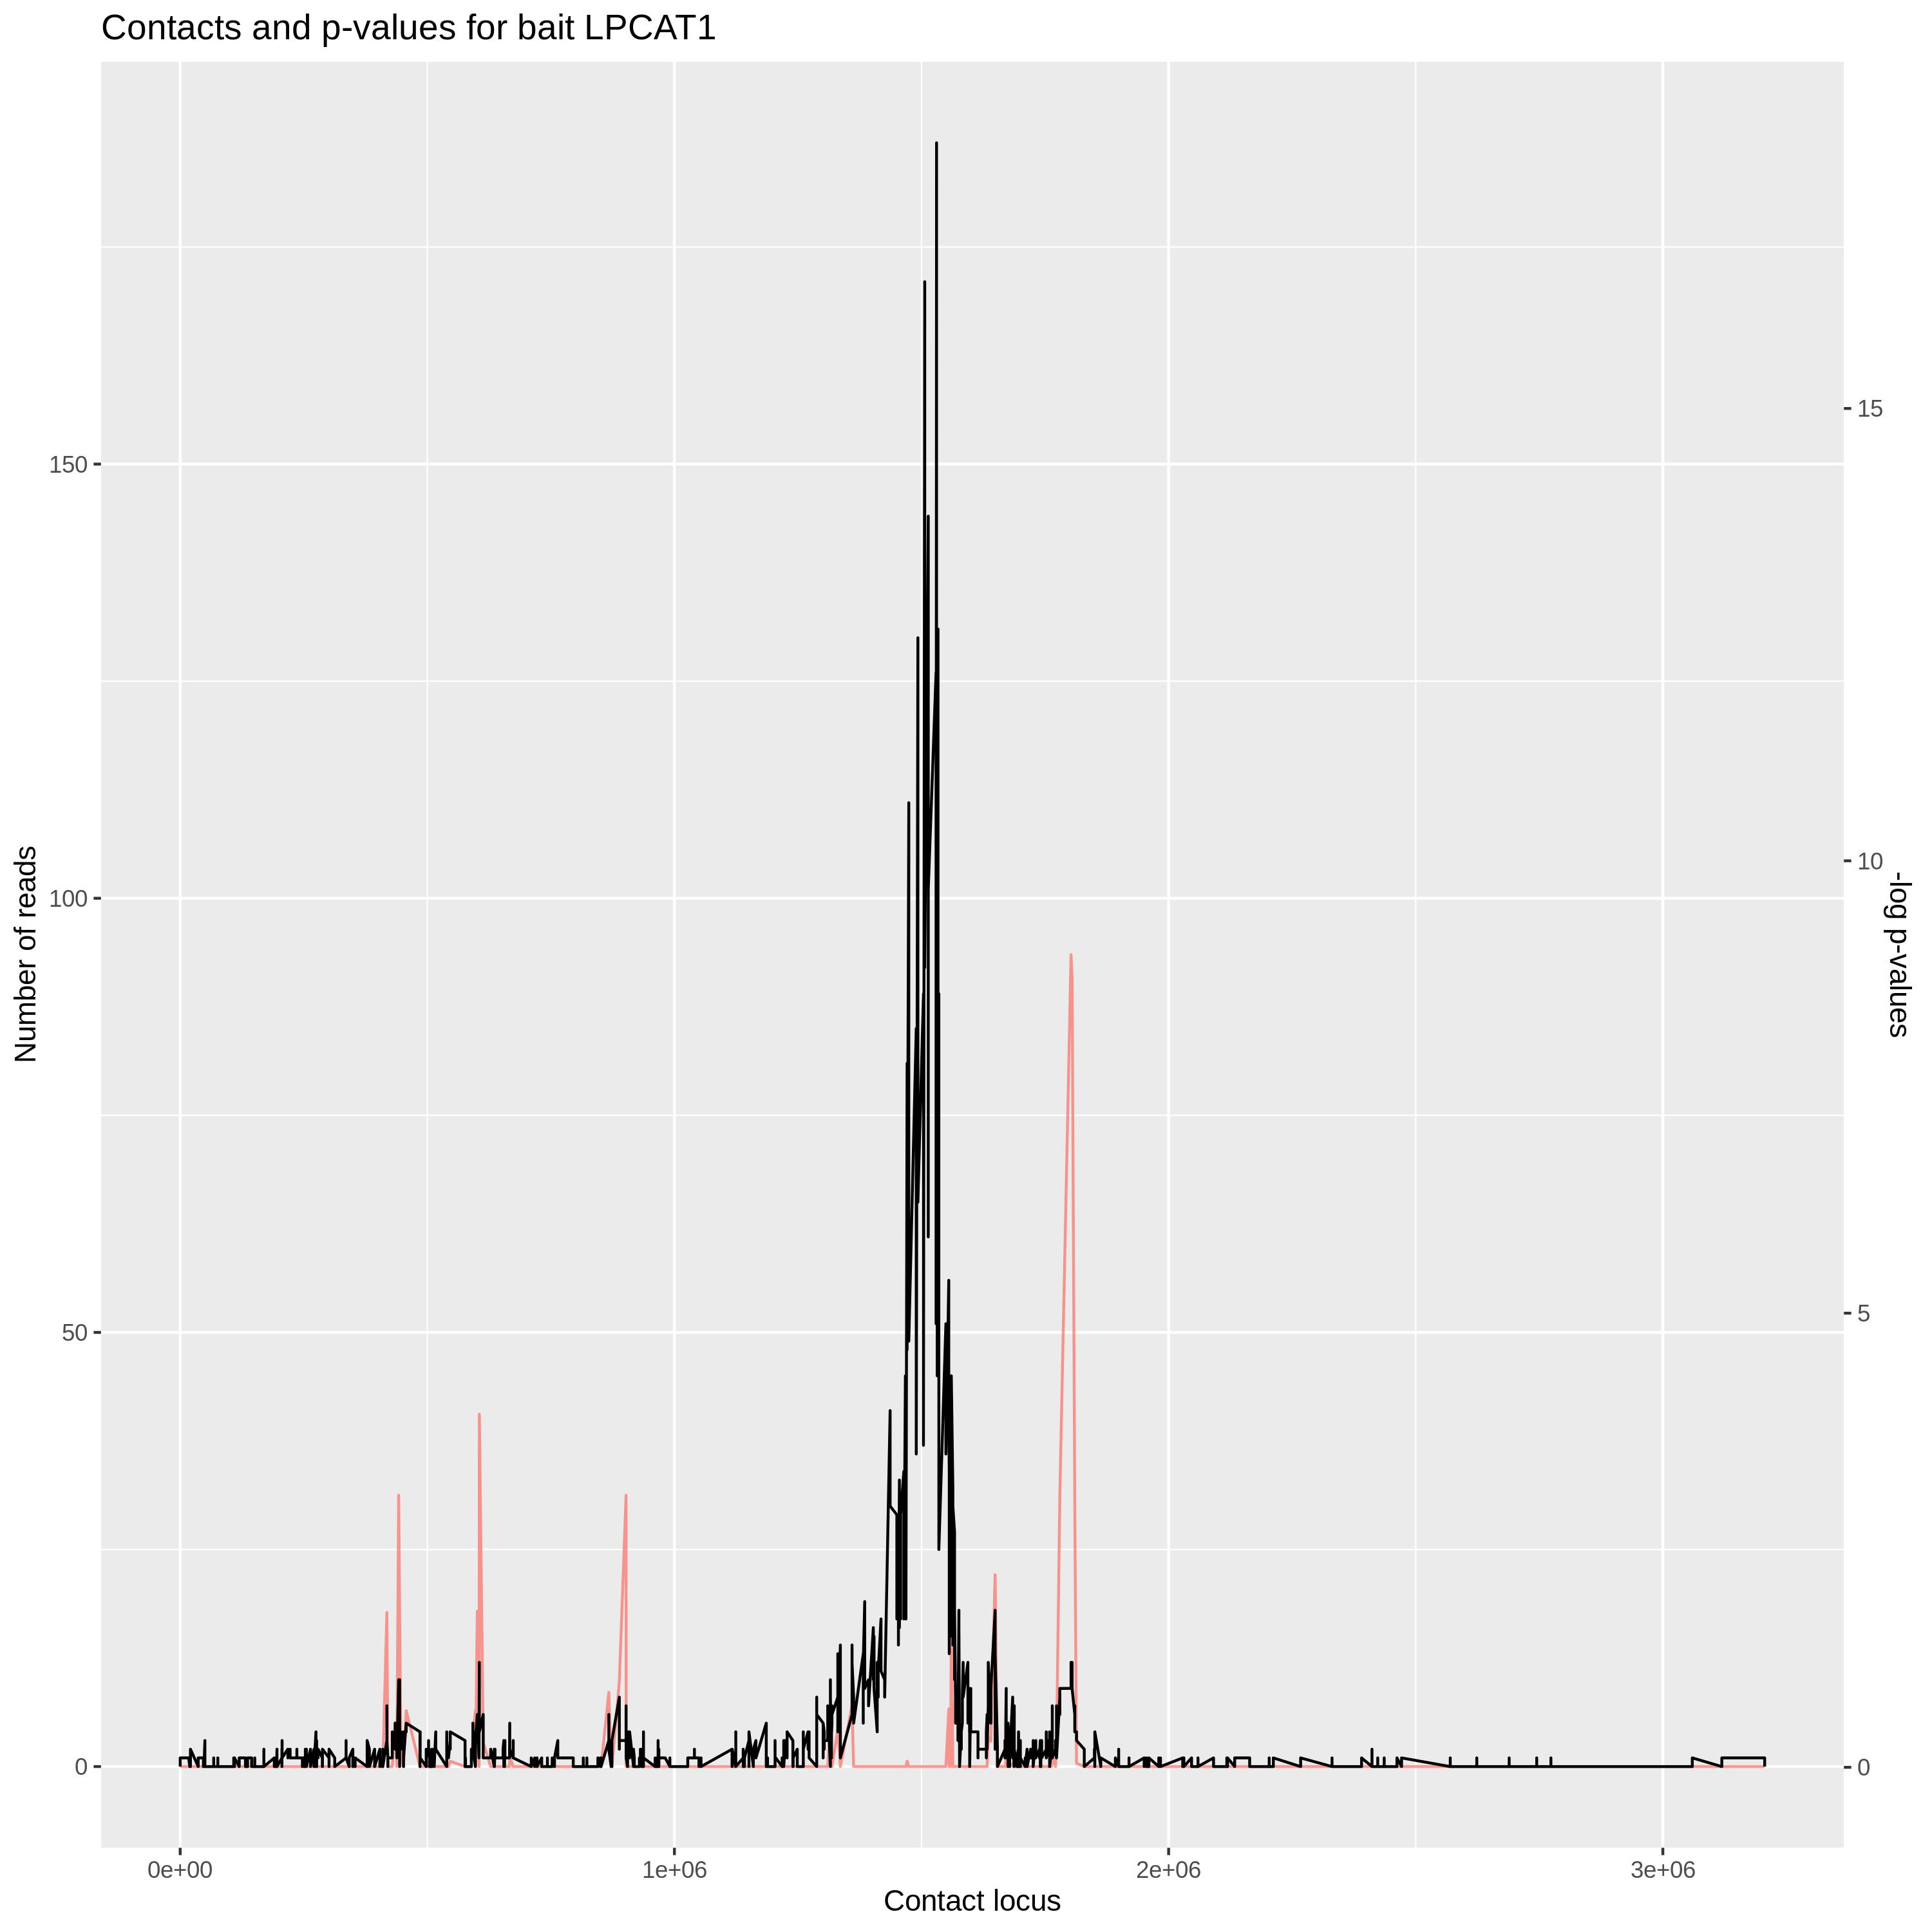 Contacts and p-values for bait LPCAT1
Number of reads
150
100
50
0
15
10
5
0
-log p-values
0e+00
1e+06
2e+06
3e+06
Contact locus